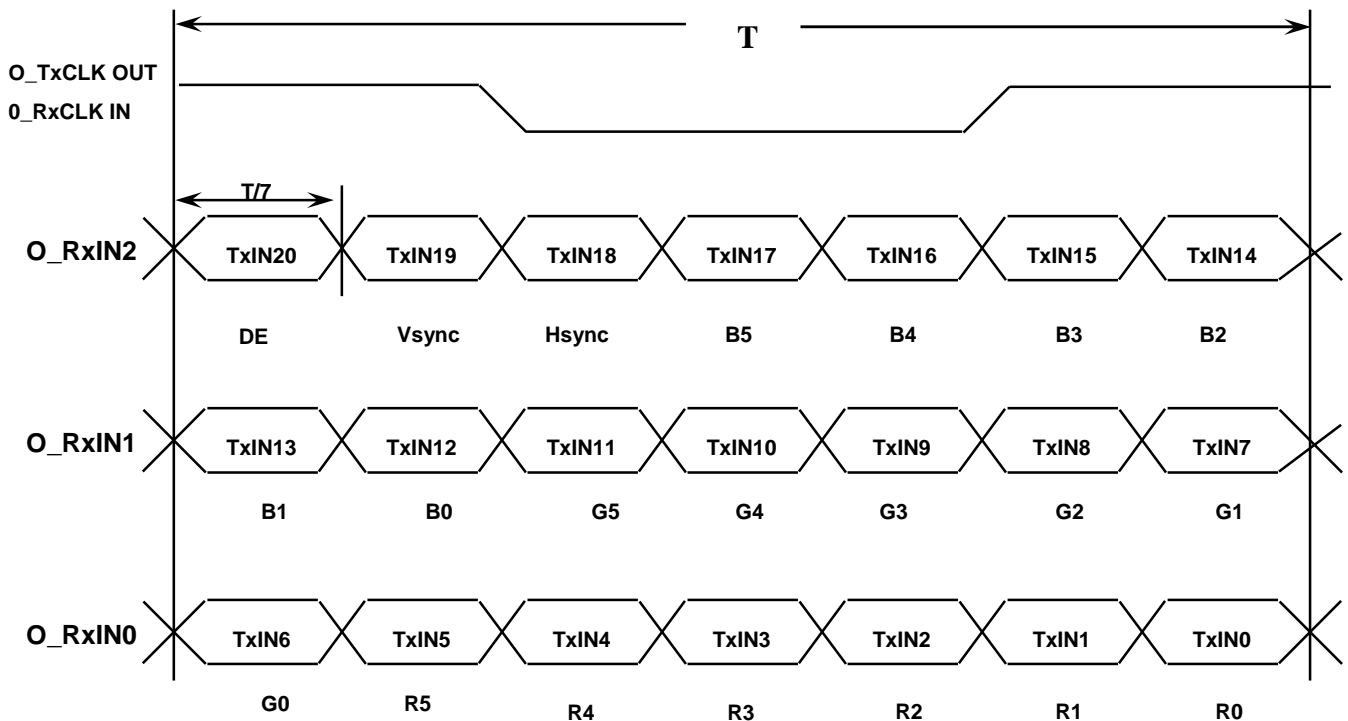 T
O_TxCLK OUT
0_RxCLK IN
T/7
O_RxIN2 TxIN20 TxIN19 TxIN18 TxIN17 TxIN16 TxIN15 TxIN14
DE Vsync Hsync B5 B4 B3 B2
O_RxIN1 TxIN13 TxIN12 TxIN11 TxIN10 TxIN9 TxIN8 TxIN7
B1 B0 G5 G4 G3 G2 G1
O_RxIN0 TxIN6 TxIN5 TxIN4 TxIN3 TxIN2 TxIN1 TxIN0
G0 R5 R4 R3 R2 R1 R0